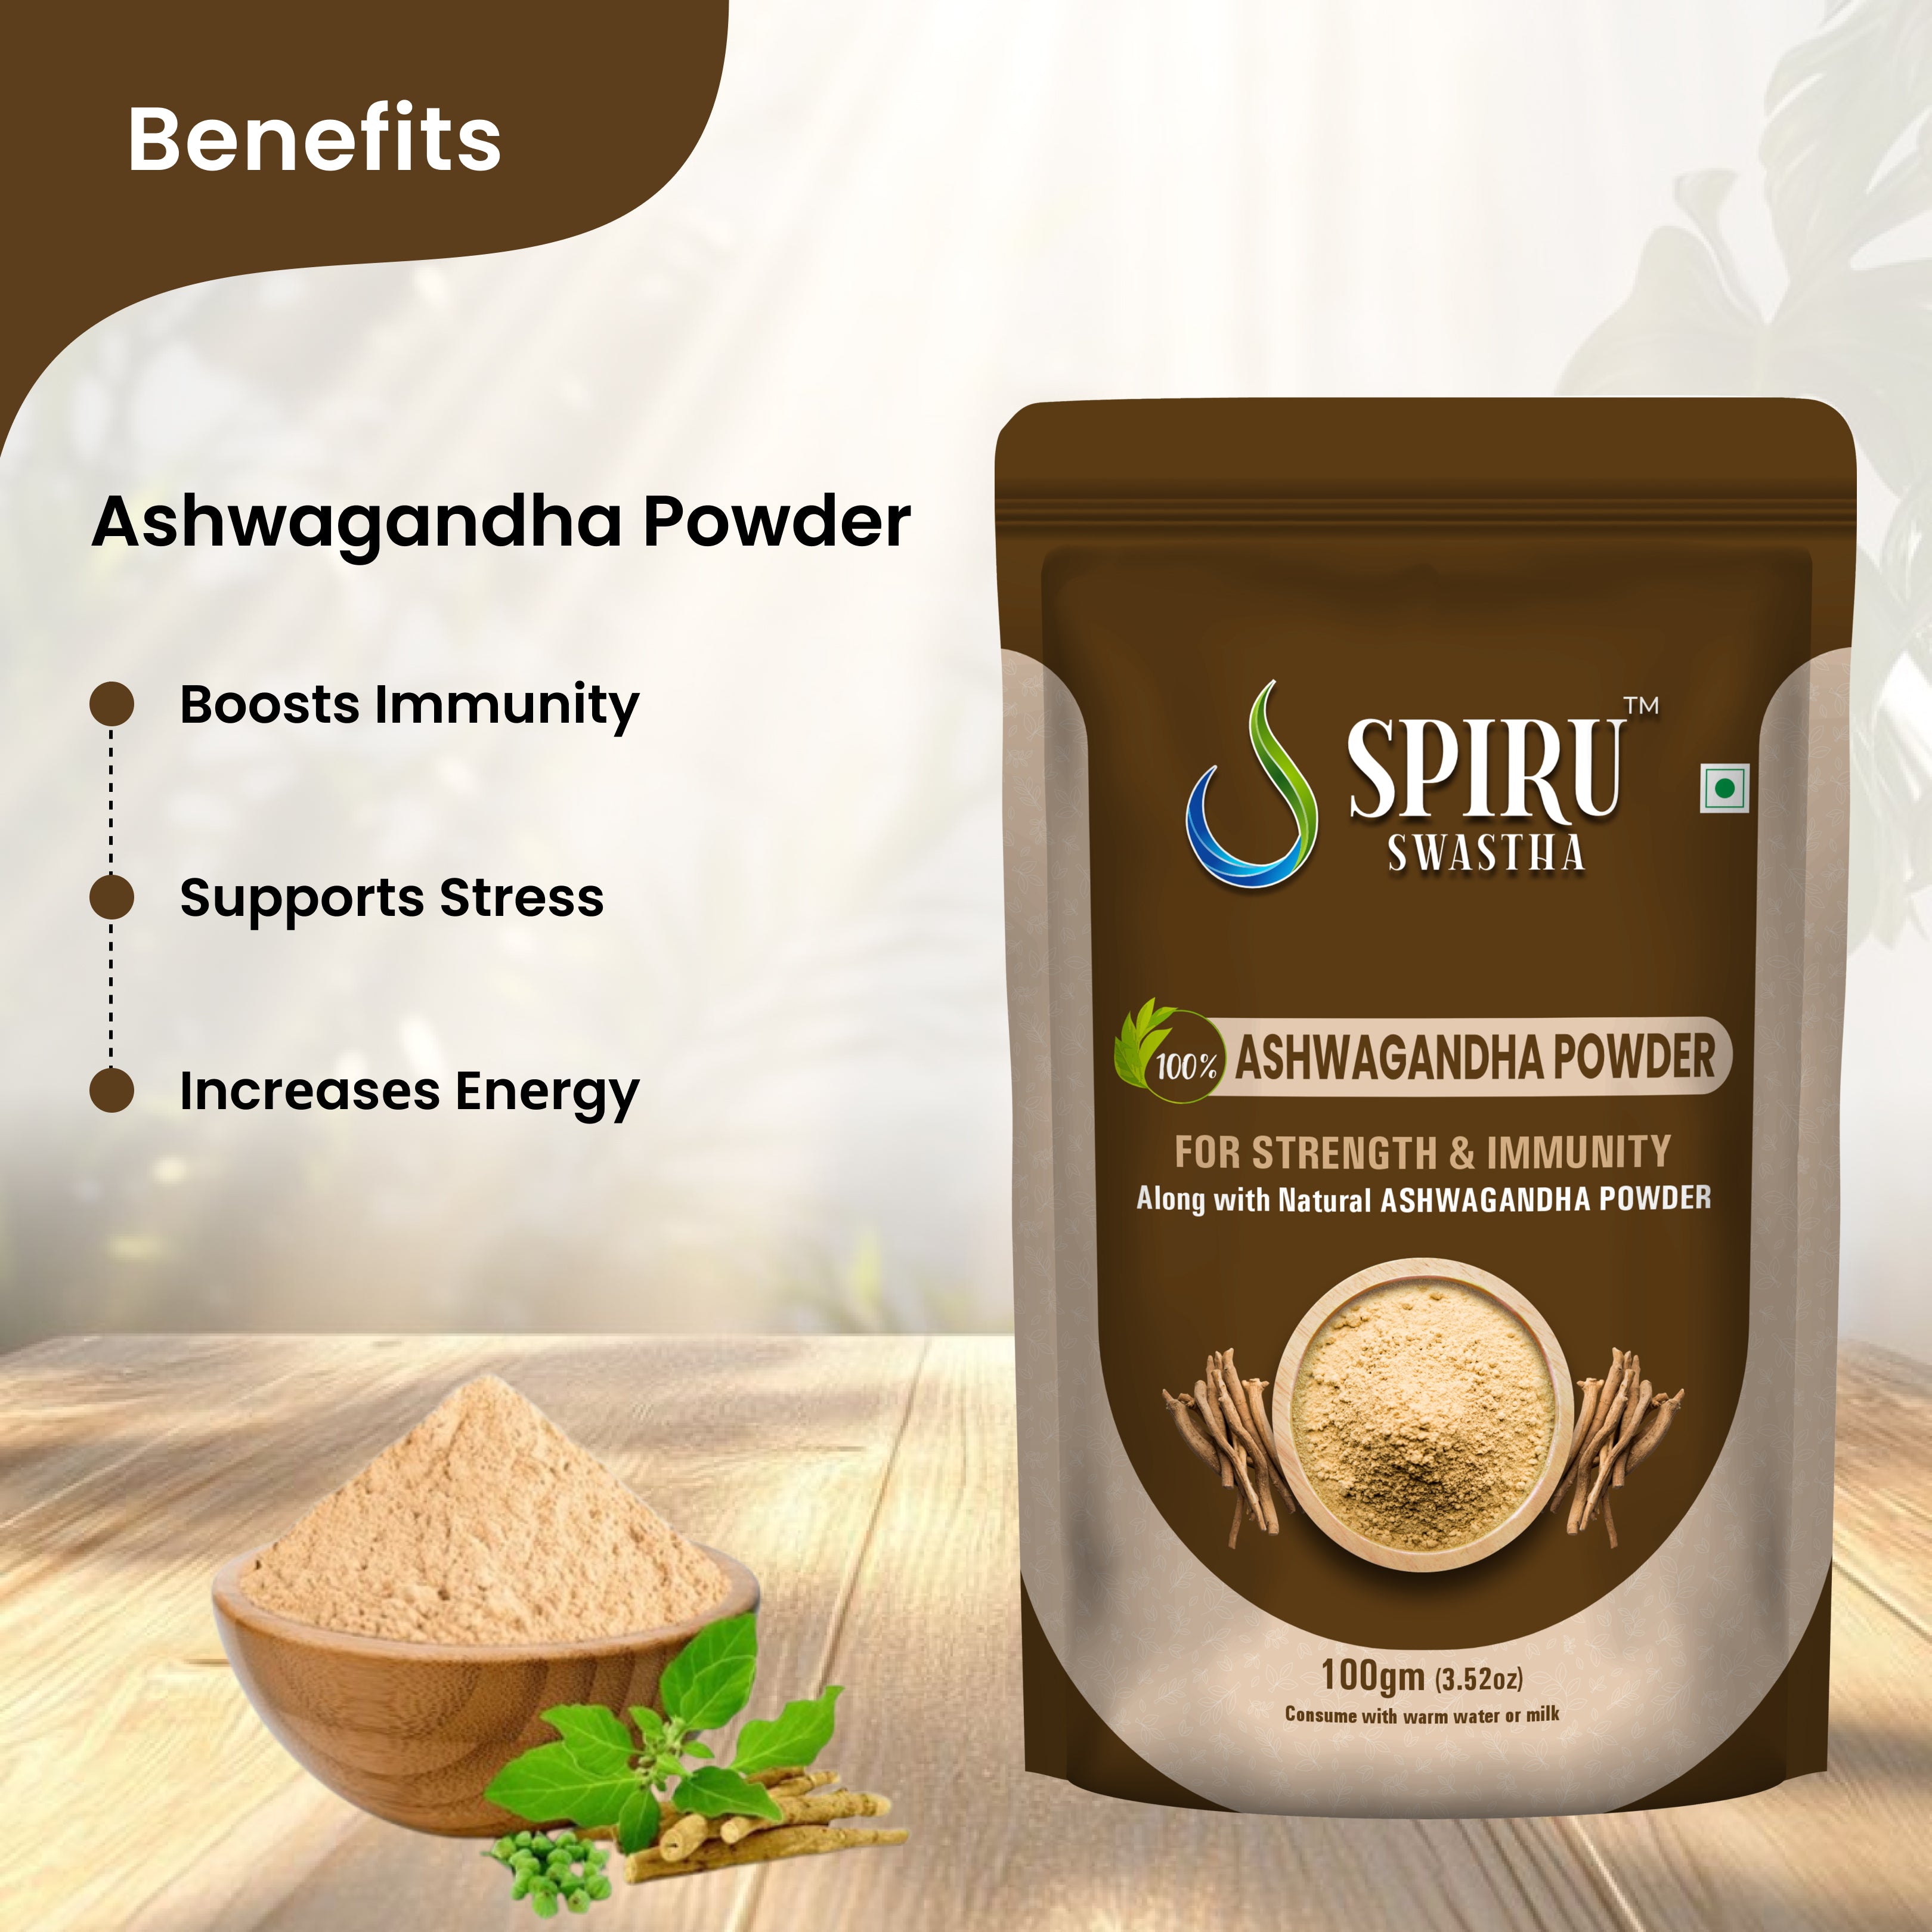 Benefits
Ashwagandha Powder
Boosts Immunity
Supports Stress
Increases Energy
SPIRU™
SWASTHA
100% ASHWAGANDHA POWDER
FOR STRENGTH & IMMUNITY
Along with Natural ASHWAGANDHA POWDER
100gm (3.52oz)
Consume with warm water or milk